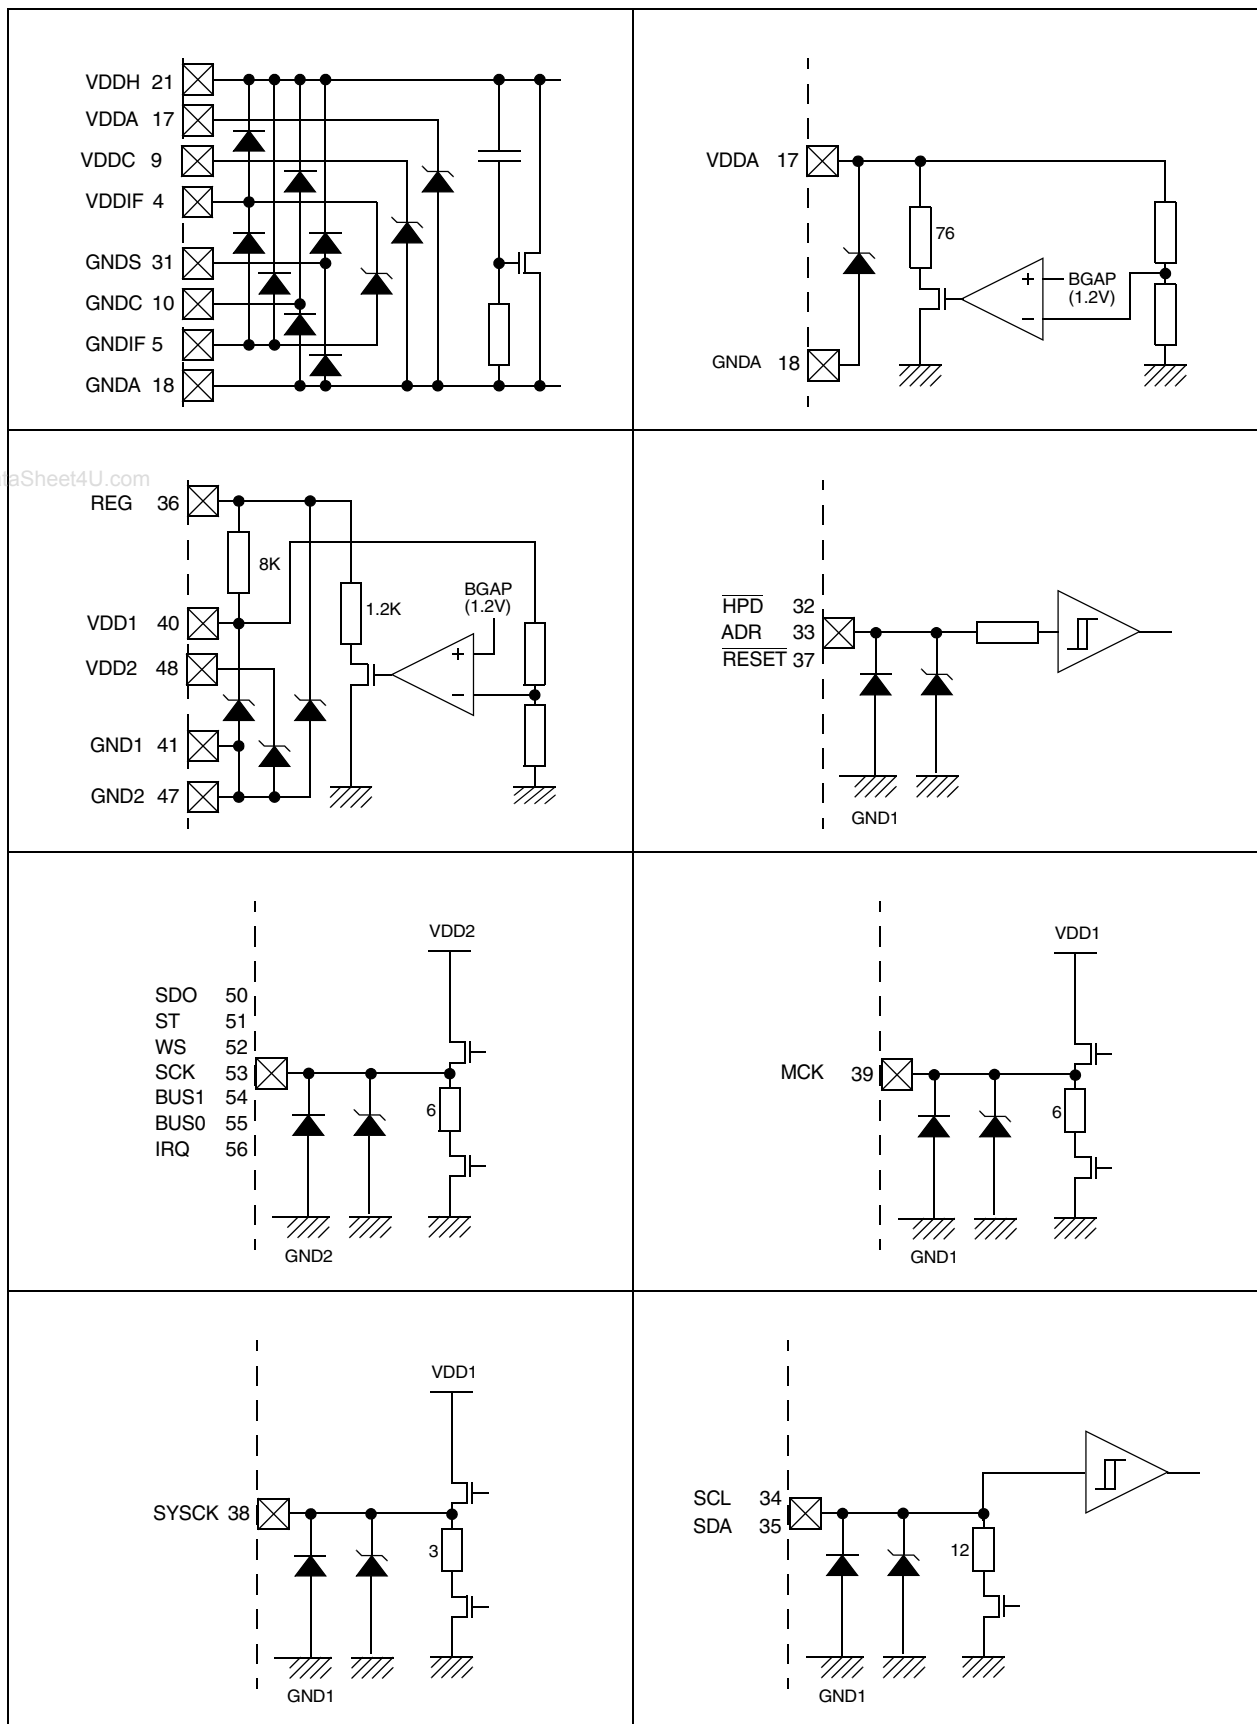 VDDH 21
VDDA 17
VDDC 9
VDDIF 4
GNDS 31
GNDC 10
GNDIF 5
GNDA 18
VDDA 17
76
+
BGAP
(1.2V)
−
GNDA 18
taSheet4U.com
REG 36
8K
1.2K
BGAP
(1.2V)
VDD1 40
+
VDD2 48
−
GND1 41
GND2 47
HPD 32
ADR 33
RESET 37
GND1
VDD2
SDO 50
ST 51
WS 52
SCK 53
BUS1 54
BUS0 55
IRQ 56
6
GND2
VDD1
MCK 39
6
GND1
VDD1
SYSCK 38
3
GND1
SCL 34
SDA 35
12
GND1